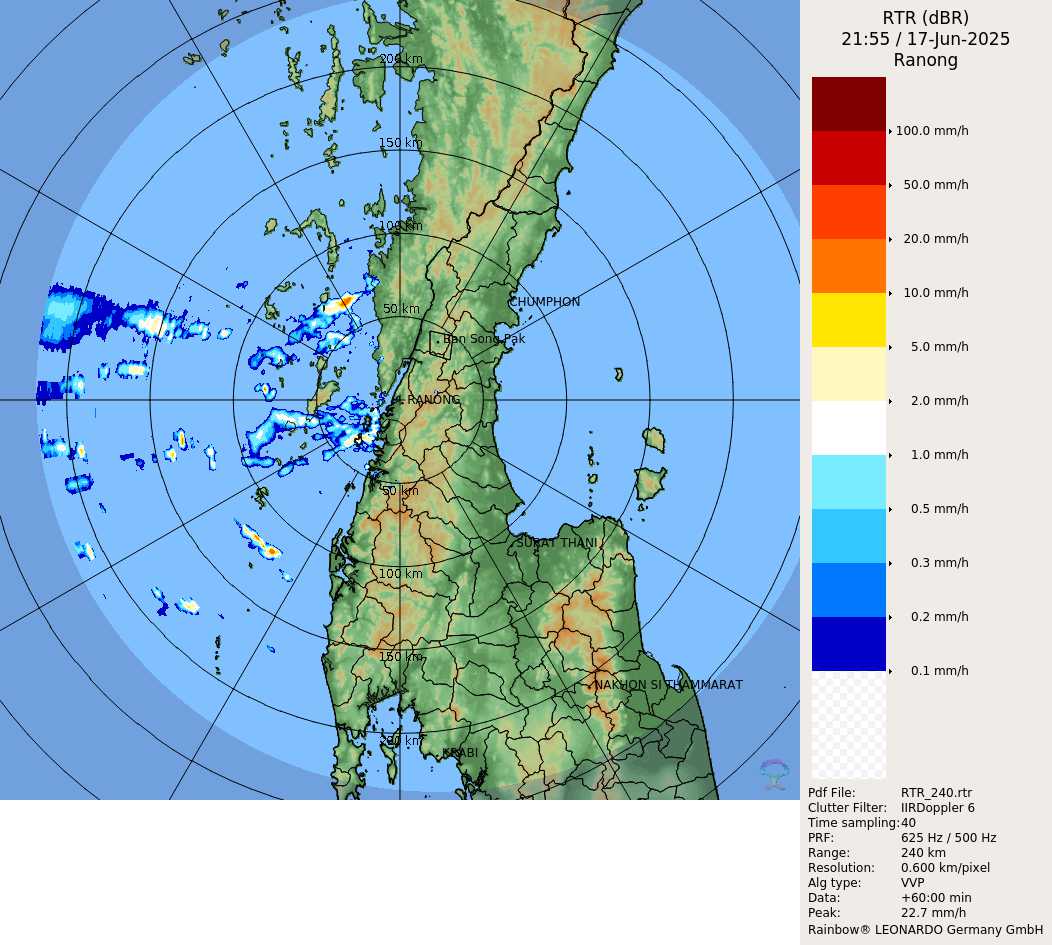 RTR (dBR)
21:55 / 17-Jun-2025
Ranong
100.0 mm/h
50.0 mm/h
20.0 mm/h
10.0 mm/h
5.0 mm/h
2.0 mm/h
1.0 mm/h
0.5 mm/h
0.3 mm/h
0.2 mm/h
0.1 mm/h
Pdf File: RTR_240.rtr
Clutter Filter: IIRDoppler 6
Time sampling: 40
PRF: 625 Hz / 500 Hz
Range: 240 km
Resolution: 0.600 km/pixel
Alg type: VVP
Data: +60:00 min
Peak: 22.7 mm/h
Rainbow® LEONARDO Germany GmbH
200 km
150 km
100 km
50 km
CHUMPHON
Ban Song Pak
RANONG
50 km
SURAT THANI
100 km
150 km
NAKHON SI THAMMARAT
200 km
KRABI